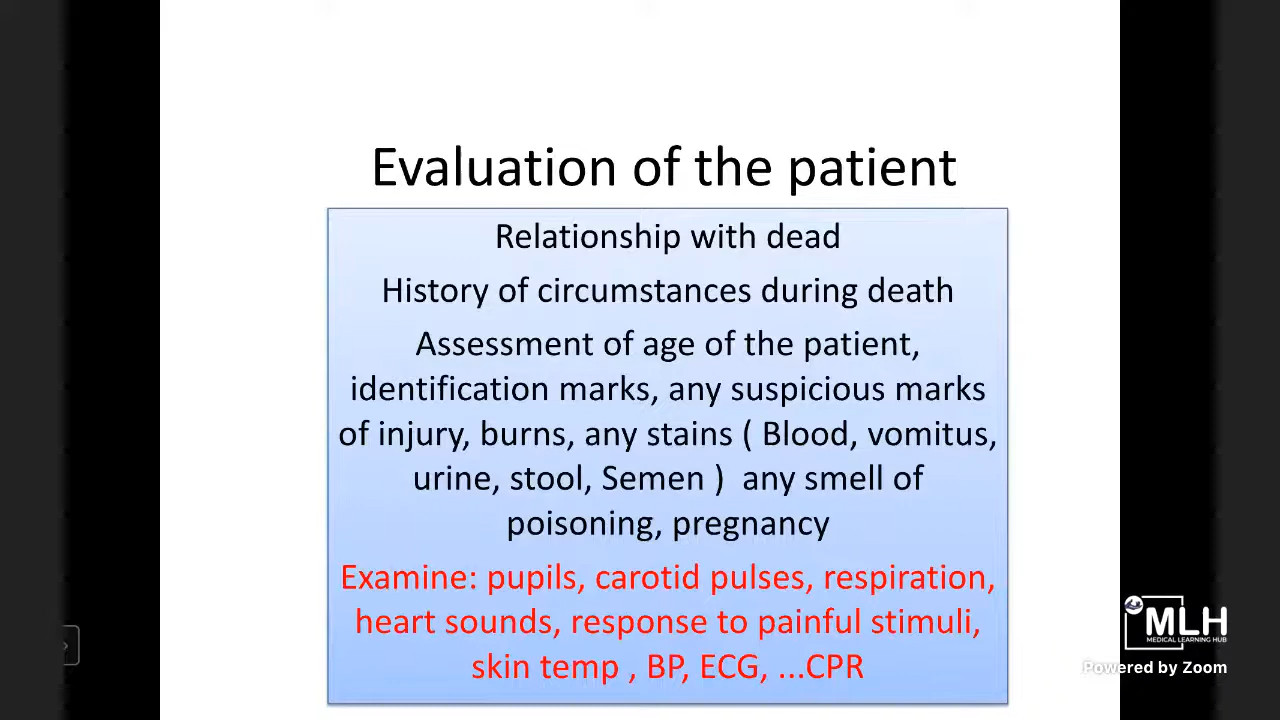 Evaluation of the patient
Relationship with dead
History of circumstances during death
Assessment of age of the patient,
identification marks, any suspicious marks
of injury, burns, any stains ( Blood, vomitus,
urine, stool, Semen )  any smell of
poisoning, pregnancy
Examine: pupils, carotid pulses, respiration,
heart sounds, response to painful stimuli,
skin temp , BP, ECG, ...CPR
MLH
MEDICAL LEARNING HUB
Powered by Zoom